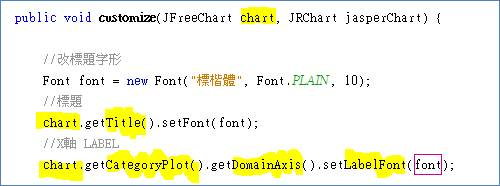 public void customize(JFreeChart chart, JRChart jasperChart) {
//改標題字形
Font font = new Font("標楷體", Font.PLAIN, 10);
//標題
chart.getTitle().setFont(font);
//X軸 LABEL
chart.getCategoryPlot().getDomainAxis().setLabelFont(font);